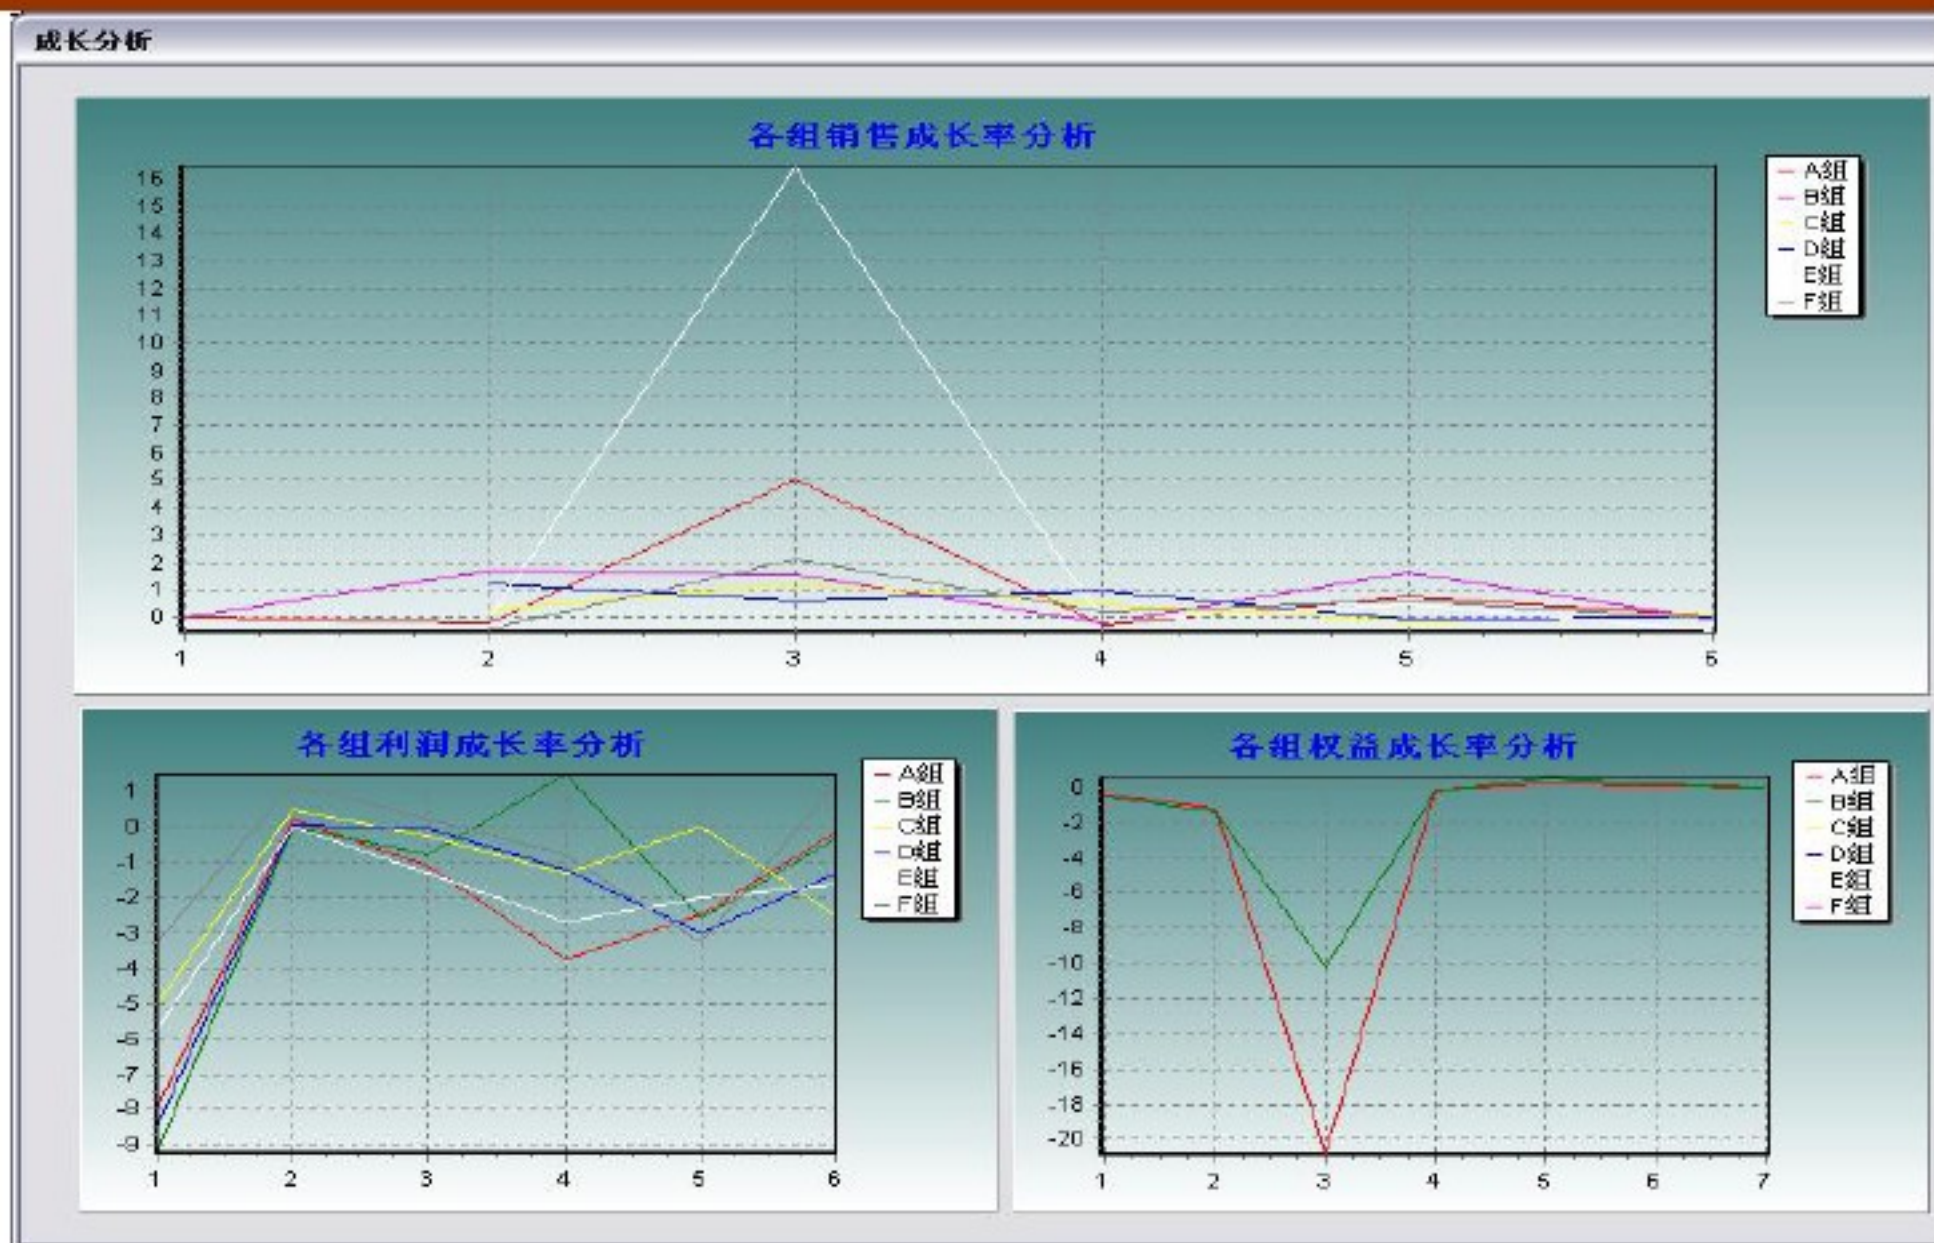 成长分析
各组销售成长率分析
16
15
14
13
12
11
10
9
8
7
6
5
4
3
2
1
0
1 2 3 4 5 6
A组
B组
C组
D组
E组
F组
各组利润成长率分析
1
0
-1
-2
-3
-4
-5
-6
-7
-8
-9
1 2 3 4 5 6
A组
B组
C组
D组
E组
F组
各组权益成长率分析
0
-2
-4
-6
-8
-10
-12
-14
-16
-18
-20
1 2 3 4 5 6 7
A组
B组
C组
D组
E组
F组